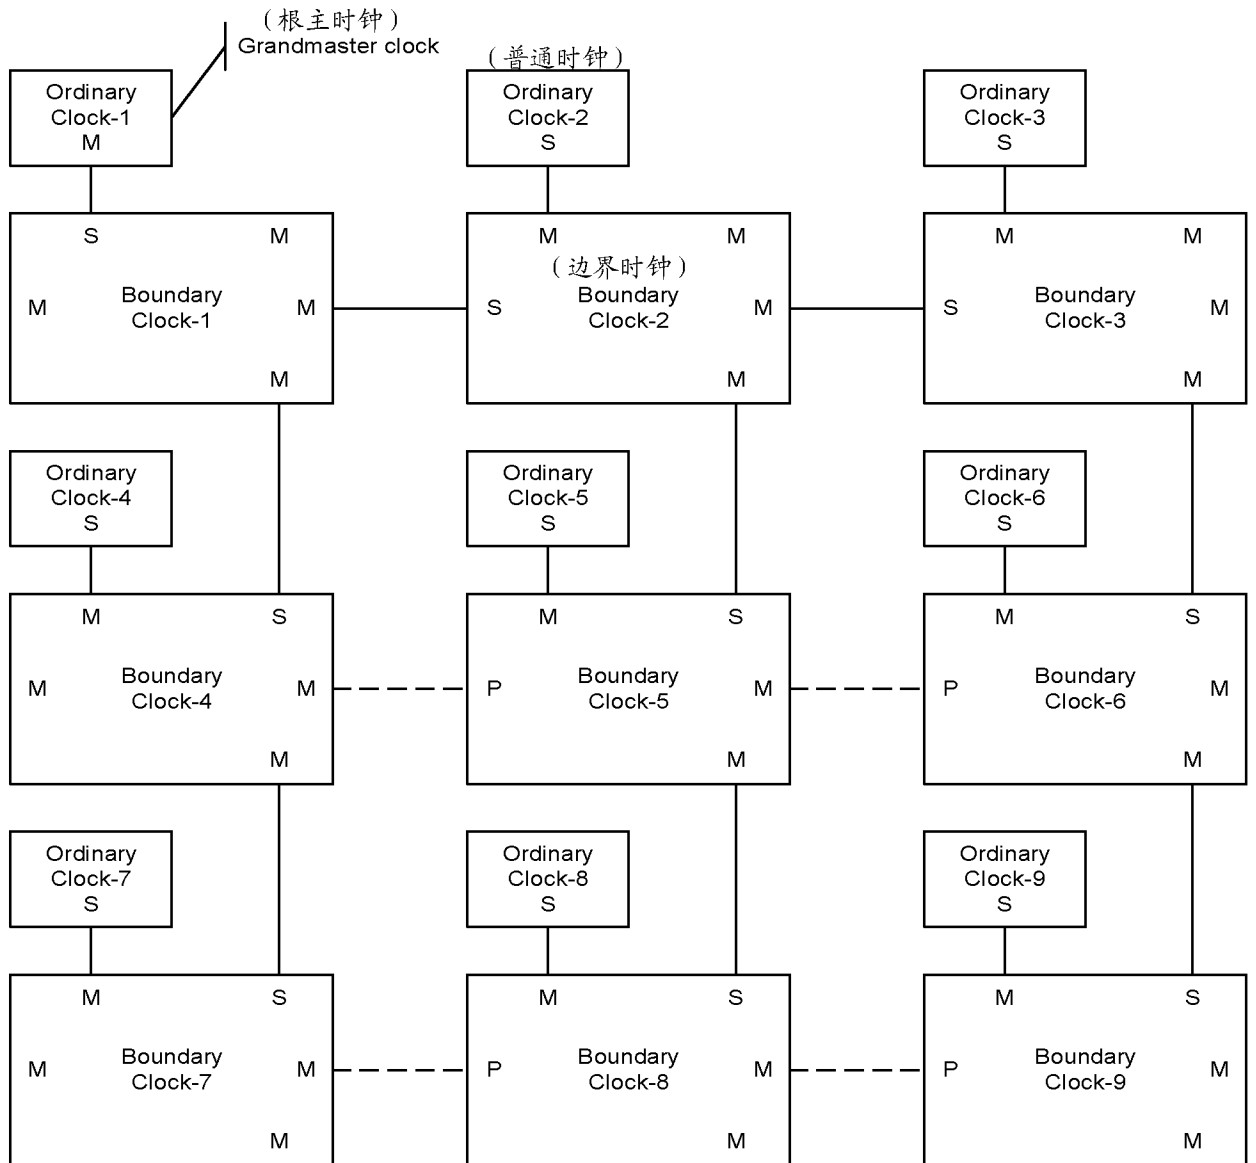 （根主时钟）
Grandmaster clock
（普通时钟）
Ordinary
Clock-1
M
Ordinary
Clock-2
S
Ordinary
Clock-3
S
S M
M Boundary
Clock-1 M
M
M M
（边界时钟）
S Boundary
Clock-2 M
M
M M
S Boundary
Clock-3 M
M
Ordinary
Clock-4
S
Ordinary
Clock-5
S
Ordinary
Clock-6
S
M S
M Boundary
Clock-4 M
M
M S
P Boundary
Clock-5 M
M
M S
P Boundary
Clock-6 M
M
Ordinary
Clock-7
S
Ordinary
Clock-8
S
Ordinary
Clock-9
S
M S
M Boundary
Clock-7 M
M
M S
P Boundary
Clock-8 M
M
M S
P Boundary
Clock-9 M
M